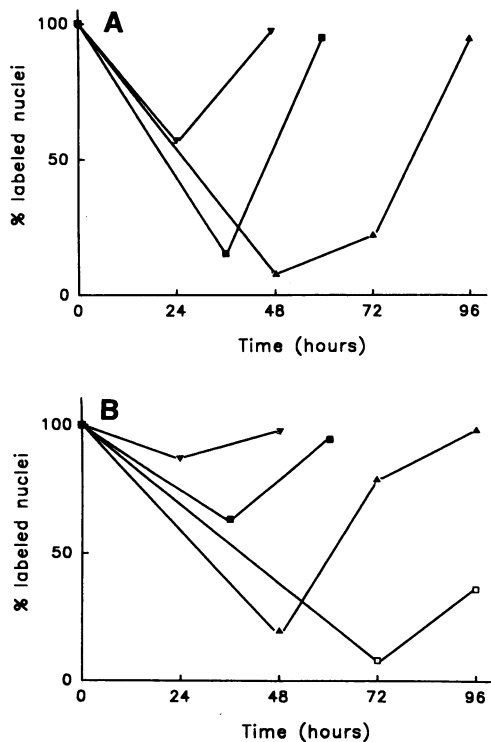 A
100
50
0
% labeled nuclei
0 24 48 72 96
Time (hours)
B
100
50
0
% labeled nuclei
0 24 48 72 96
Time (hours)